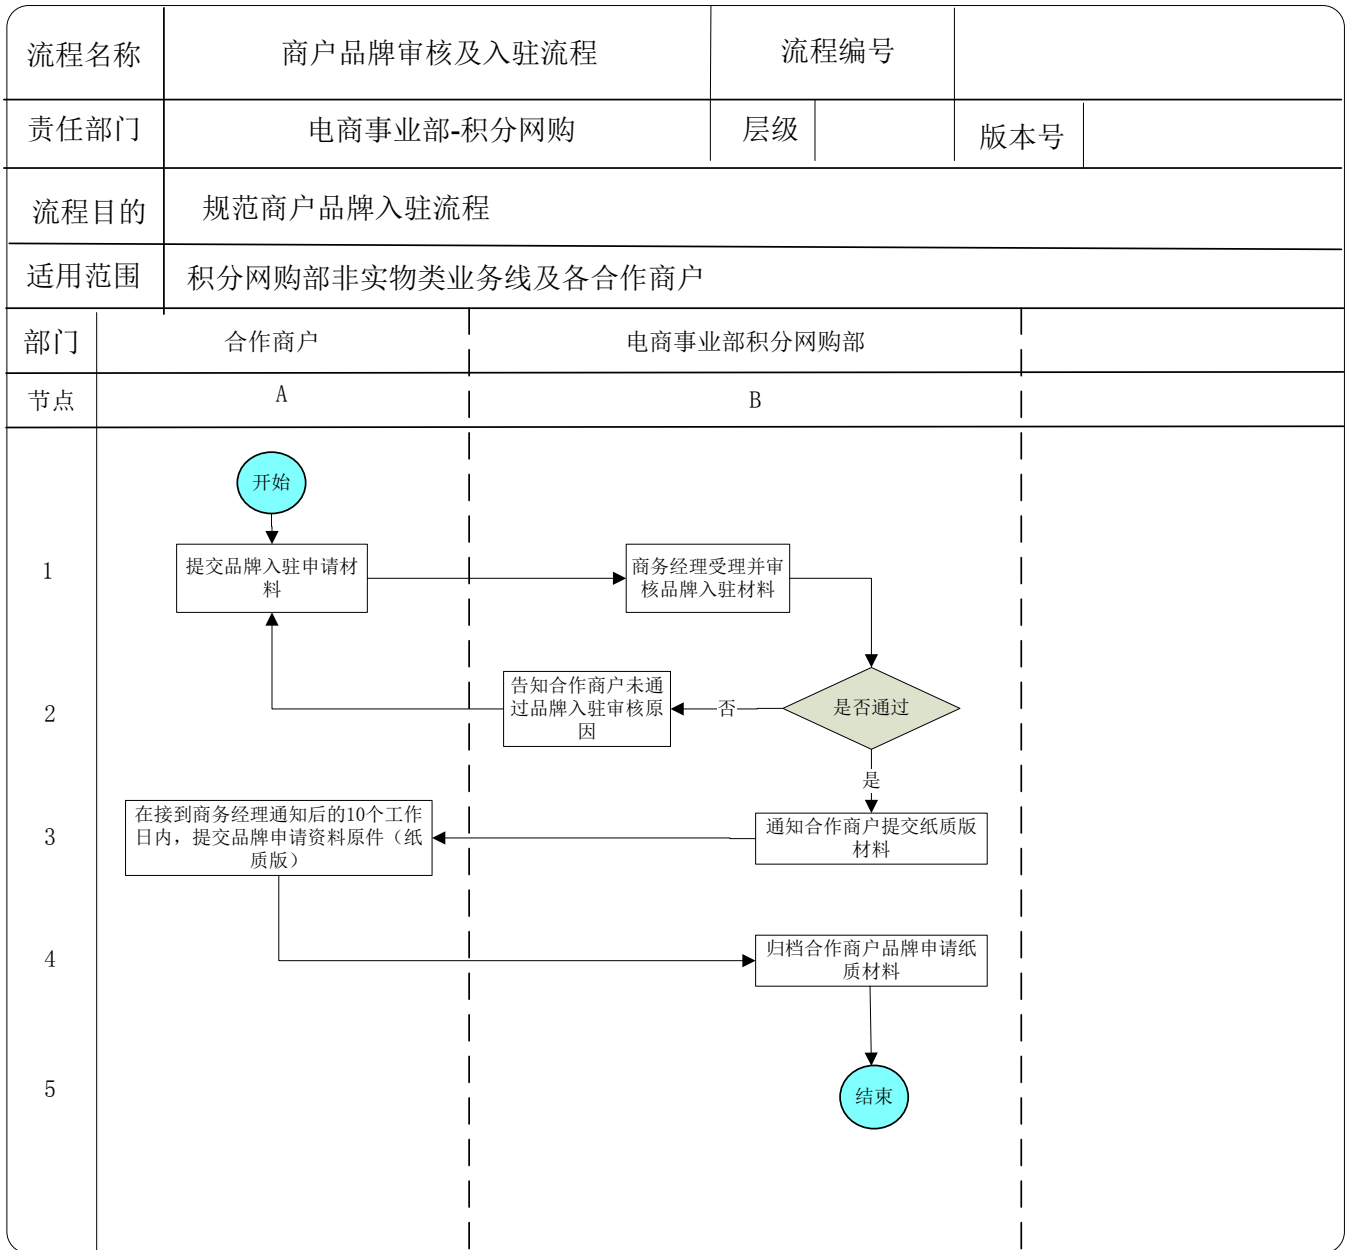 流程名称
商户品牌审核及入驻流程
流程编号
责任部门
电商事业部-积分网购
层级
版本号
流程目的
规范商户品牌入驻流程
适用范围
积分网购部非实物类业务线及各合作商户
部门
合作商户
电商事业部积分网购部
节点
A
B
开始
1
提交品牌入驻申请材
料
商务经理受理并审
核品牌入驻材料
2
告知合作商户未通
过品牌入驻审核原
因
否
是否通过
是
3
在接到商务经理通知后的10个工作
日内，提交品牌申请资料原件（纸
质版）
通知合作商户提交纸质版
材料
4
归档合作商户品牌申请纸
质材料
5
结束